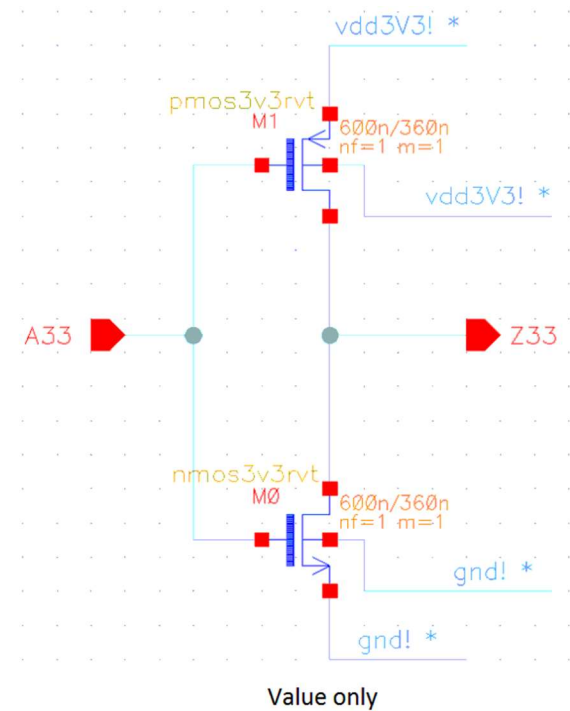 vdd3V3! *
pmos3v3rvt
M1
600n/360n
nf=1 m=1
vdd3V3! *
A33
Z33
nmos3v3rvt
M0
600n/360n
nf=1 m=1
gnd! *
gnd! *
Value only